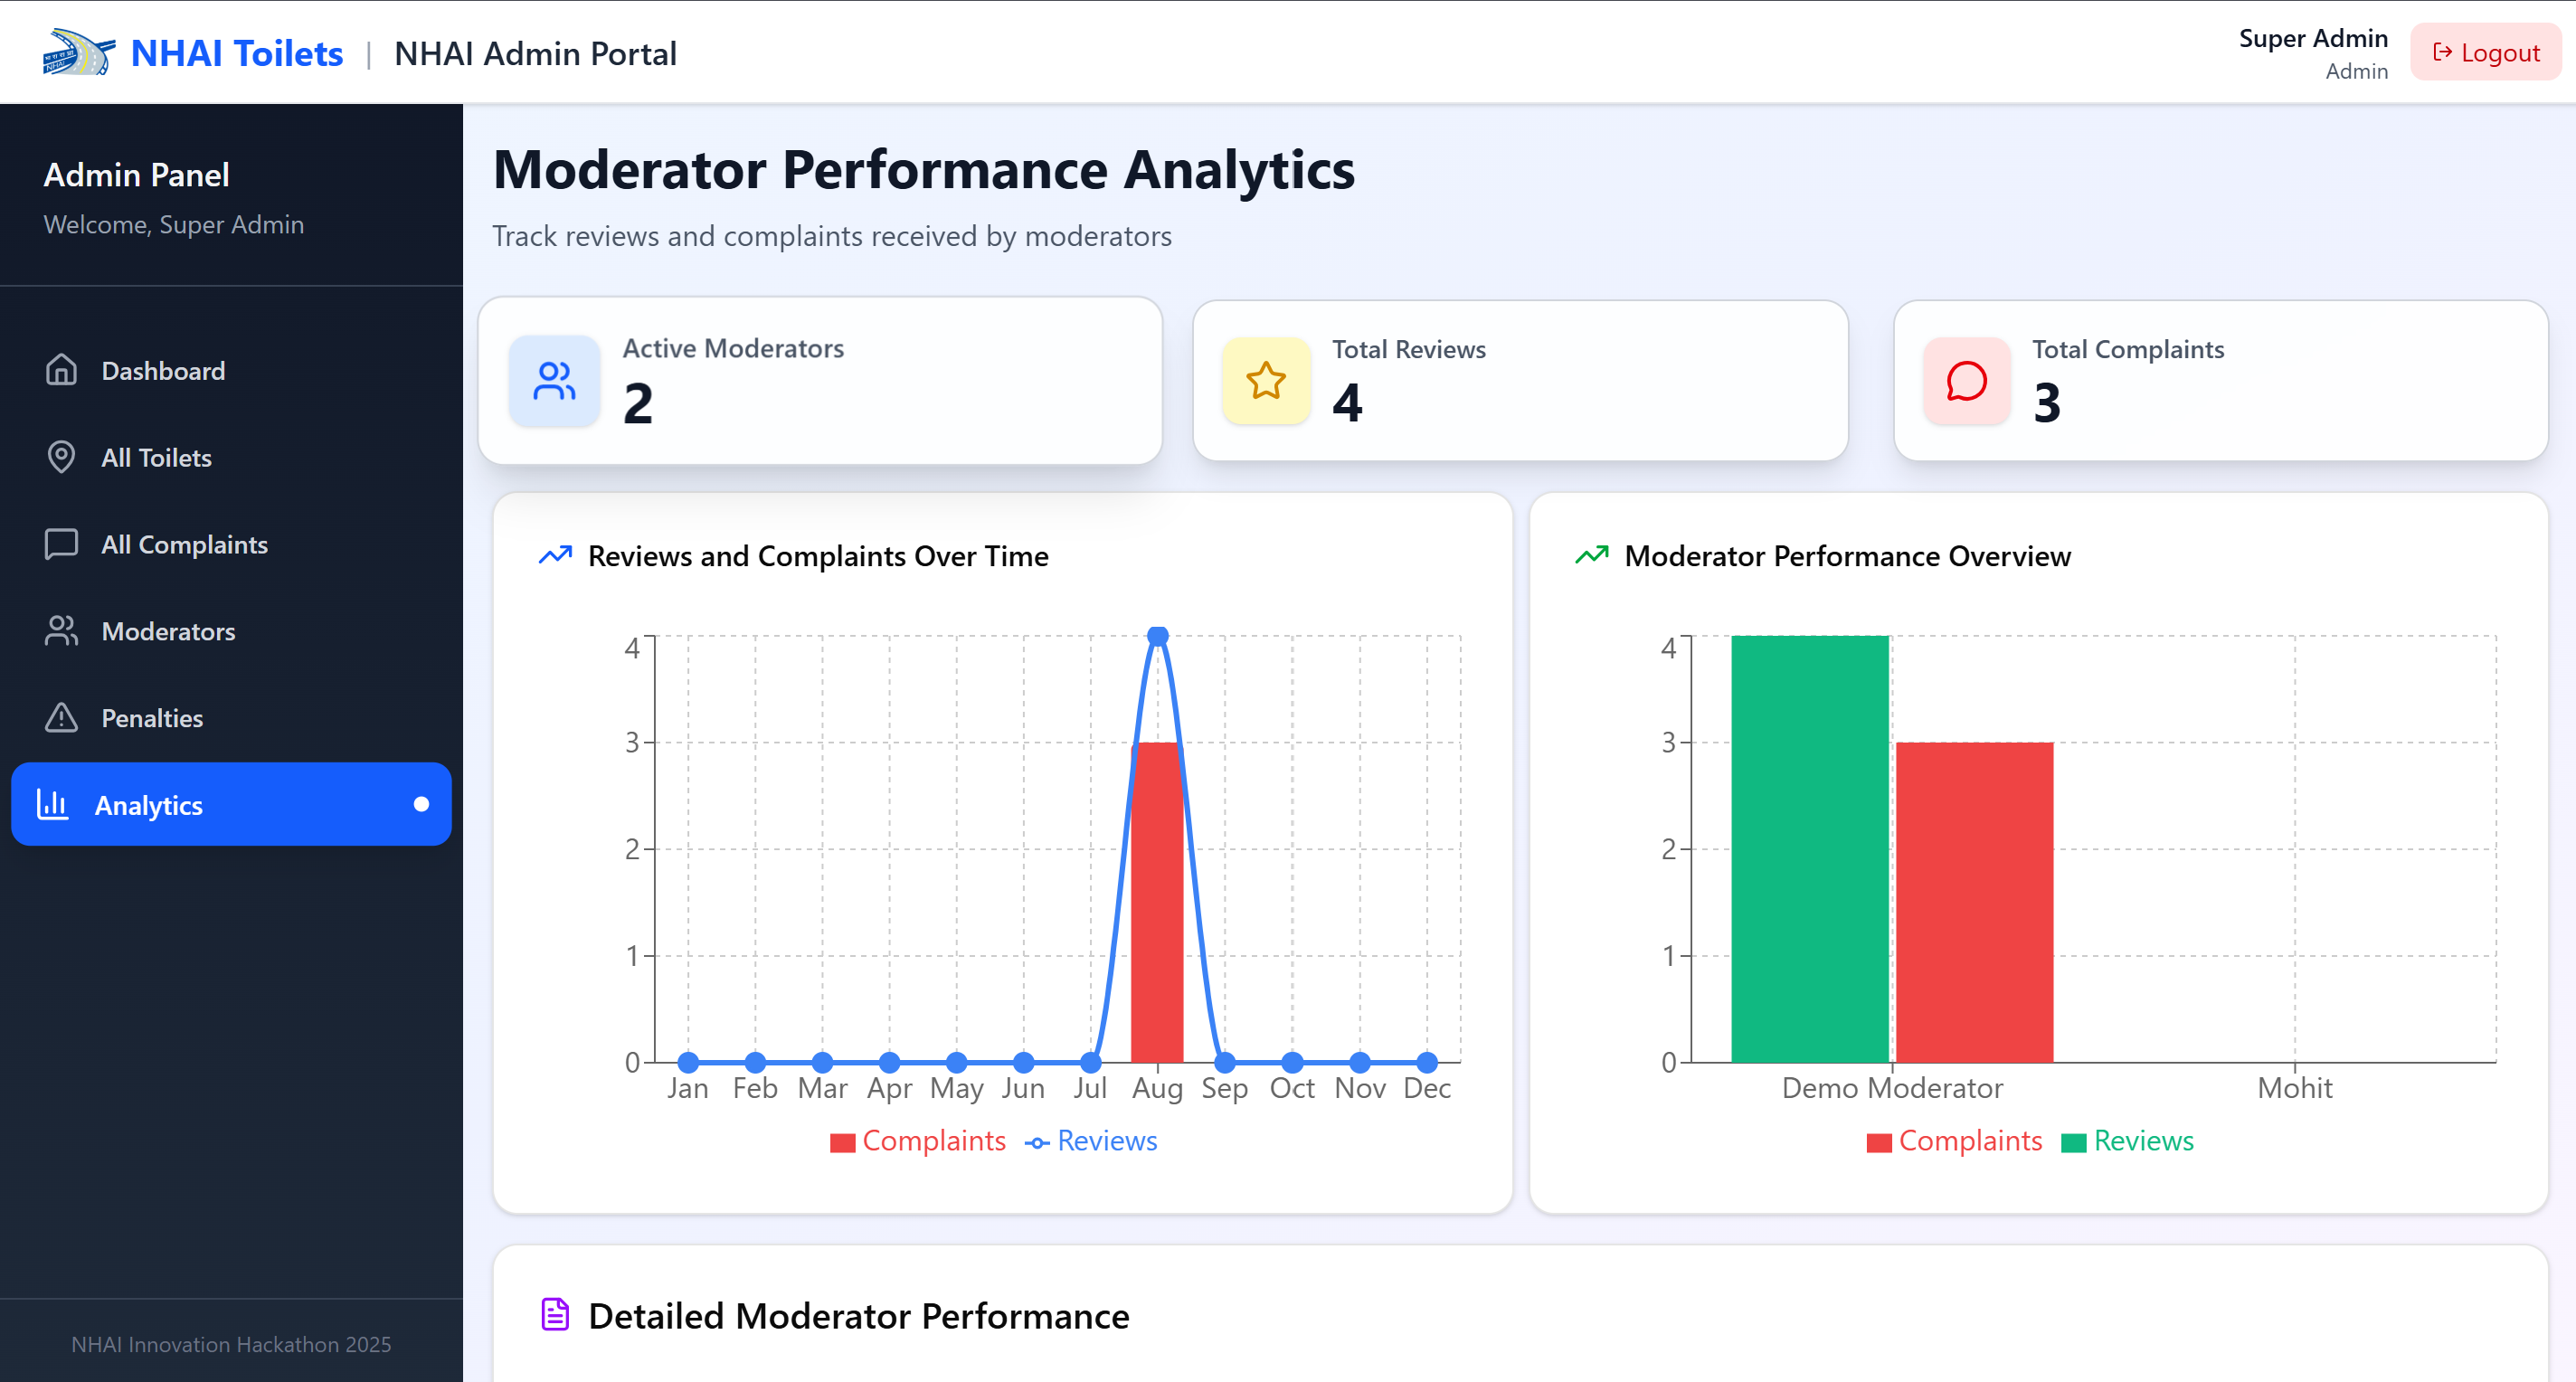 NHAI Toilets | NHAI Admin Portal
Super Admin
Admin
Logout
Admin Panel
Welcome, Super Admin
Dashboard
All Toilets
All Complaints
Moderators
Penalties
Analytics
NHAI Innovation Hackathon 2025
Moderator Performance Analytics
Track reviews and complaints received by moderators
Active Moderators
2
Total Reviews
4
Total Complaints
3
Reviews and Complaints Over Time
4
3
2
1
0
Jan Feb Mar Apr May Jun Jul Aug Sep Oct Nov Dec
Complaints Reviews
Moderator Performance Overview
4
3
2
1
0
Demo Moderator Mohit
Complaints Reviews
Detailed Moderator Performance